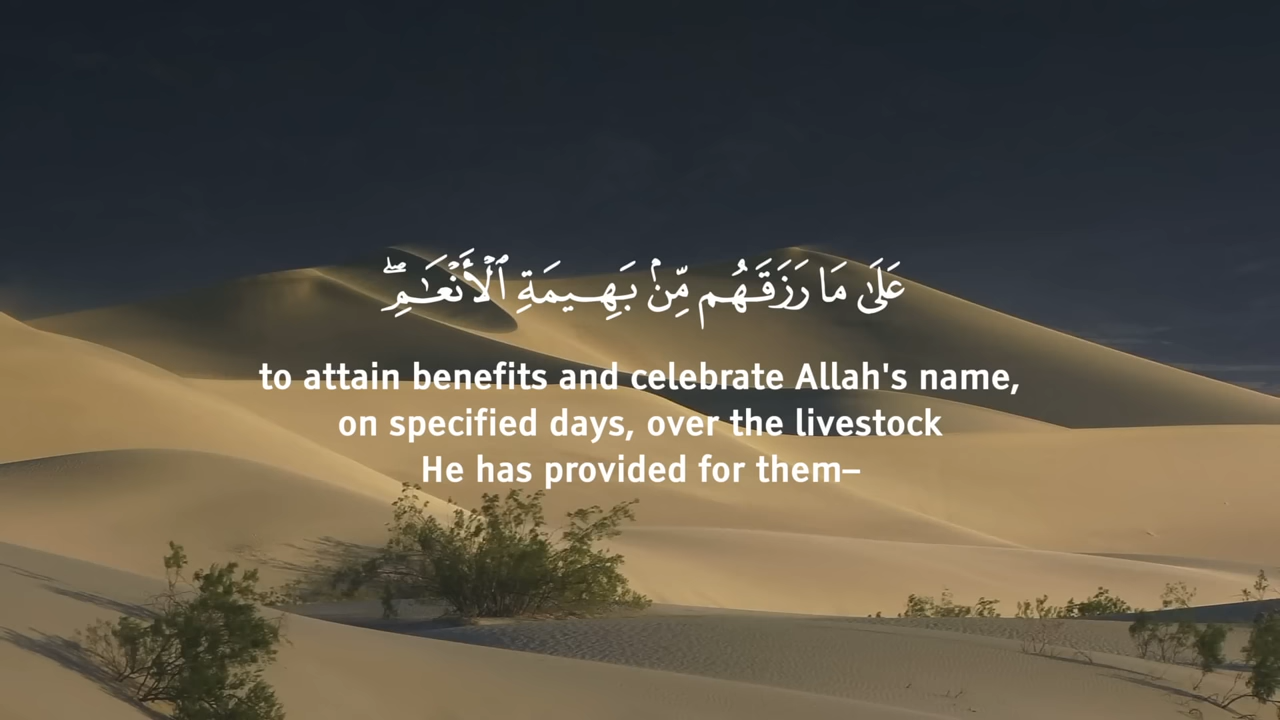 عَلَىٰ مَا رَزَقَهُم مِّنۢ بَهِيمَةِ ٱلْأَنْعَـٰمِ ۖ
to attain benefits and celebrate Allah's name,
on specified days, over the livestock
He has provided for them–